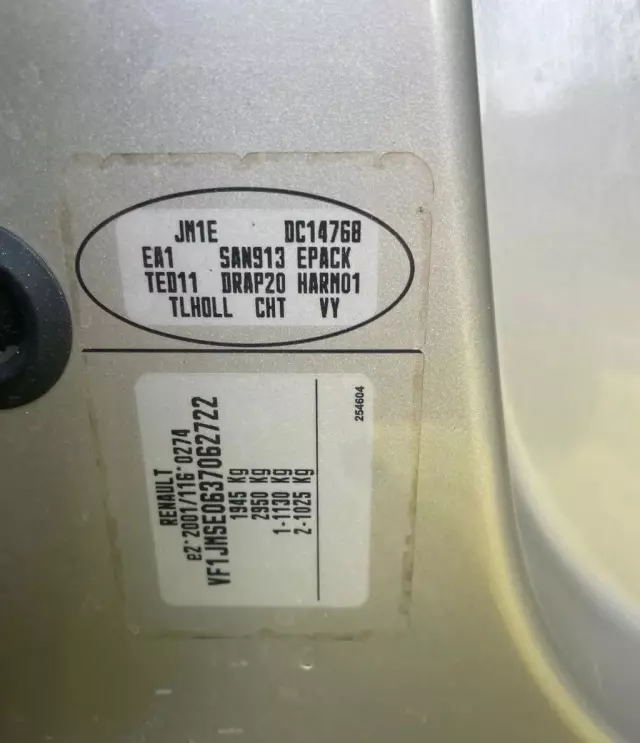 JM1E DC14768
EA1 SAN913 EPACK
TED11 DRAP20 HARM01
TLHOLL CHT VY
RENAULT
e2*2001/116*0274
VF1JMSE0637062722
1945 Kg
2950 Kg
1-1130 Kg
2-1025 Kg
254604